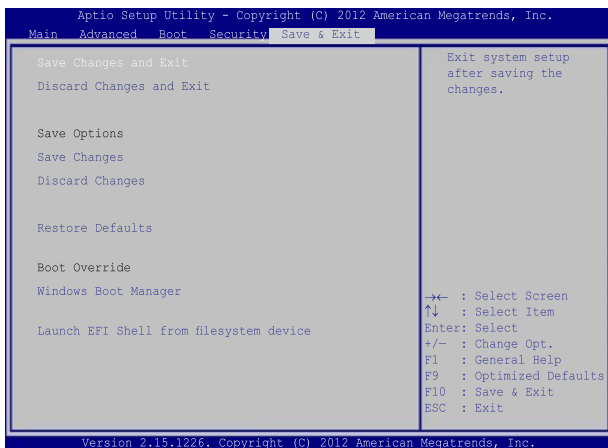 Aptio Setup Utility - Copyright (C) 2012 American Megatrends, Inc.
Main Advanced Boot Security Save & Exit
Save Changes and Exit
Discard Changes and Exit
Save Options
Save Changes
Discard Changes
Restore Defaults
Boot Override
Windows Boot Manager
Launch EFI Shell from filesystem device
Exit system setup
after saving the
changes.
→← : Select Screen
↑↓ : Select Item
Enter: Select
+/— : Change Opt.
F1 : General Help
F9 : Optimized Defaults
F10 : Save & Exit
ESC : Exit
Version 2.15.1226. Copyright (C) 2012 American Megatrends, Inc.